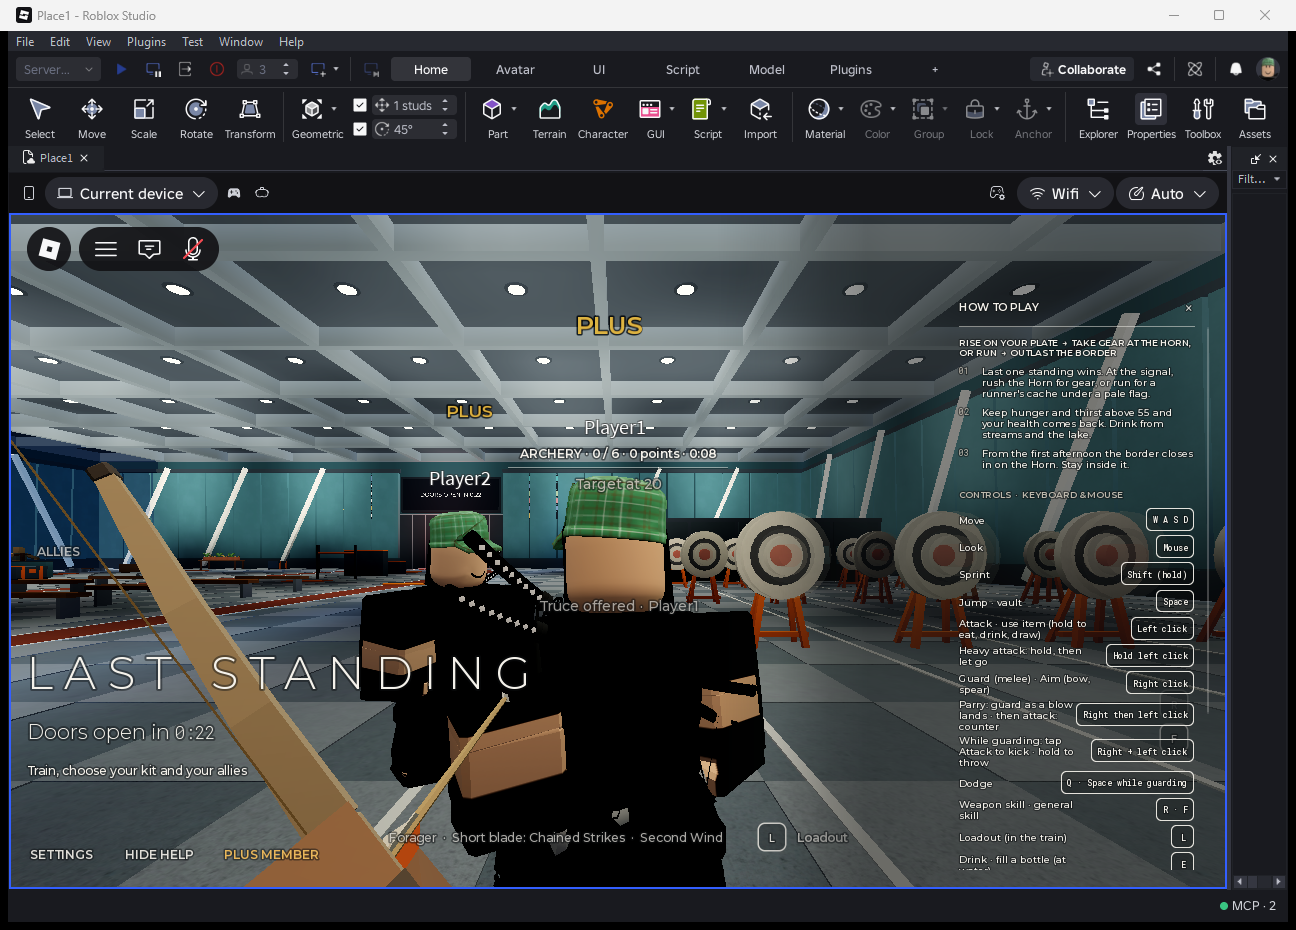 Place1 - Roblox Studio
File Edit View Plugins Test Window Help
Server... 3 Home Avatar UI Script Model Plugins + Collaborate
Select Move Scale Rotate Transform Geometric 1 studs 45° Part Terrain Character GUI Script Import Material Color Group Lock Anchor Explorer Properties Toolbox Assets
Place1
Filt...
Current device Wifi Auto
PLUS
PLUS
Player1
ARCHERY · 0 / 6 · 0 points · 0:08
Target at 20
Player2
DOORS OPEN IN 0:22
ALLIES
Truce offered · Player1
LAST STANDING
Doors open in 0:22
Train, choose your kit and your allies
Forager · Short blade: Chained Strikes · Second Wind L Loadout
SETTINGS HIDE HELP PLUS MEMBER
HOW TO PLAY ×
RISE ON YOUR PLATE → TAKE GEAR AT THE HORN,
OR RUN → OUTLAST THE BORDER
01 Last one standing wins. At the signal,
rush the Horn for gear, or run for a
runner's cache under a pale flag.
02 Keep hunger and thirst above 55 and
your health comes back. Drink from
streams and the lake.
03 From the first afternoon the border closes
in on the Horn. Stay inside it.
CONTROLS · KEYBOARD & MOUSE
Move W A S D
Look Mouse
Sprint Shift (hold)
Jump · vault Space
Attack · use item (hold to
eat, drink, draw) Left click
Heavy attack: hold, then
let go Hold left click
Guard (melee) · Aim (bow,
spear) Right click
Parry: guard as a blow
lands · then attack:
counter Right then left click
While guarding: tap
Attack to kick · hold to
throw Right + left click
Dodge Q · Space while guarding
Weapon skill · general
skill R · F
Loadout (in the train) L
Drink · fill a bottle (at
water) E
MCP · 2